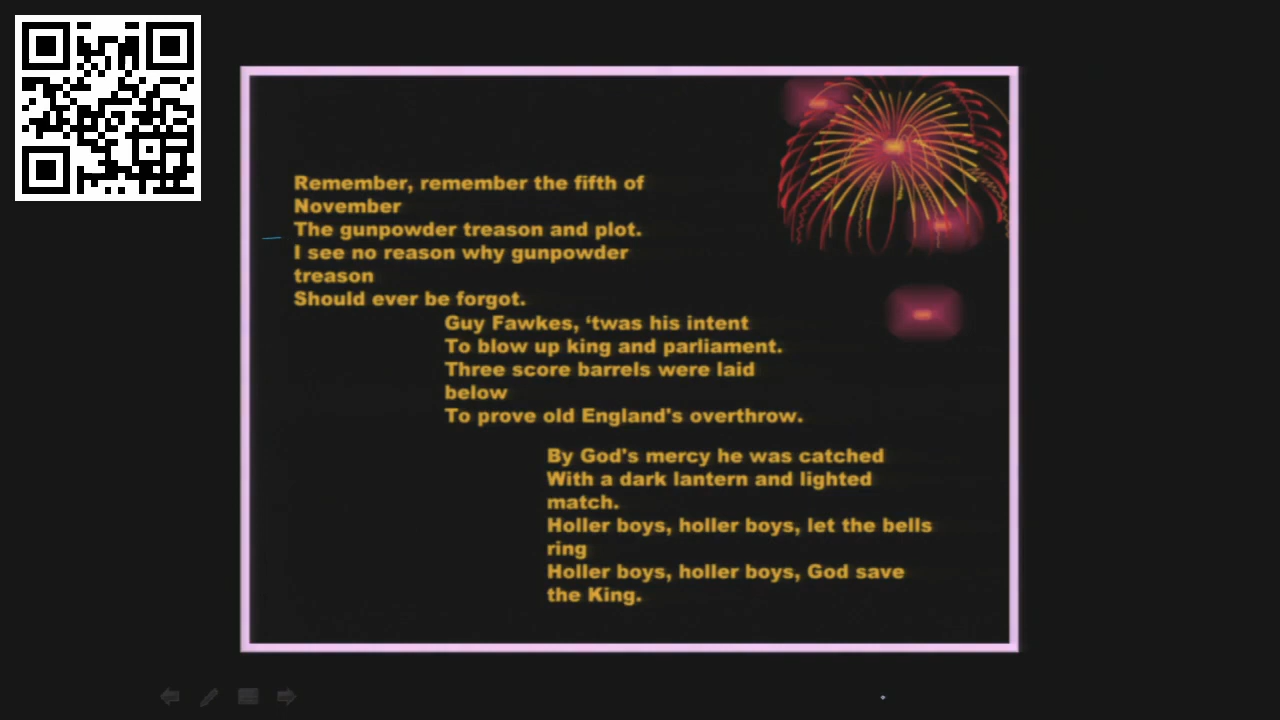 Remember, remember the fifth of
November
The gunpowder treason and plot.
I see no reason why gunpowder
treason
Should ever be forgot.
Guy Fawkes, ‘twas his intent
To blow up king and parliament.
Three score barrels were laid
below
To prove old England's overthrow.
By God's mercy he was catched
With a dark lantern and lighted
match.
Holler boys, holler boys, let the bells
ring
Holler boys, holler boys, God save
the King.